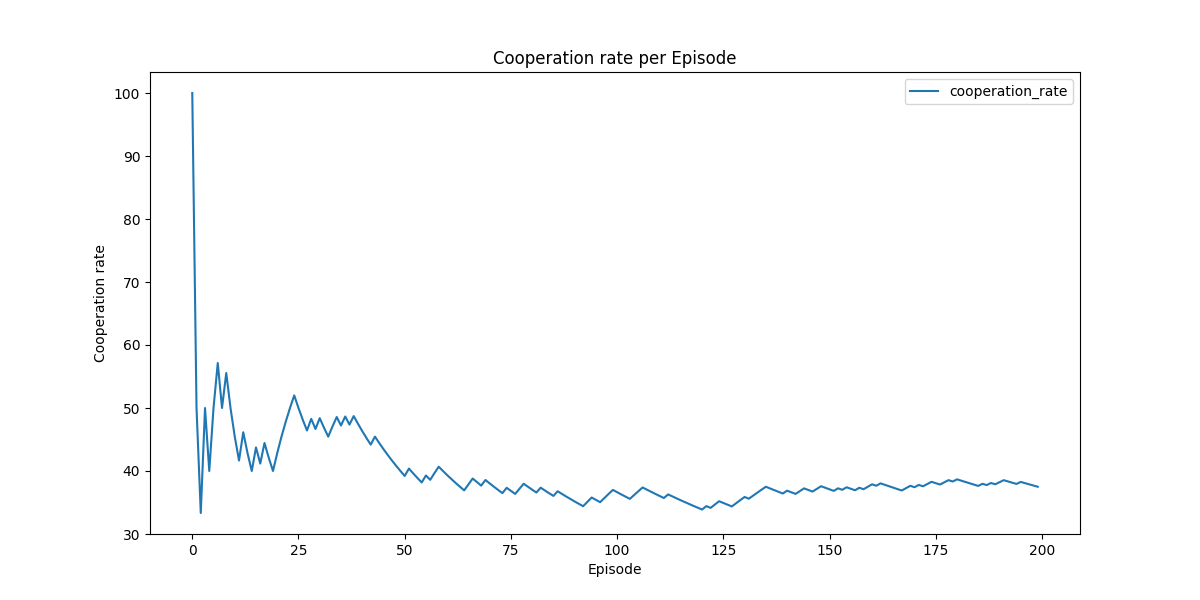 Cooperation rate per Episode
cooperation_rate
100
90
80
70
60
50
40
30
Cooperation rate
0 25 50 75 100 125 150 175 200
Episode